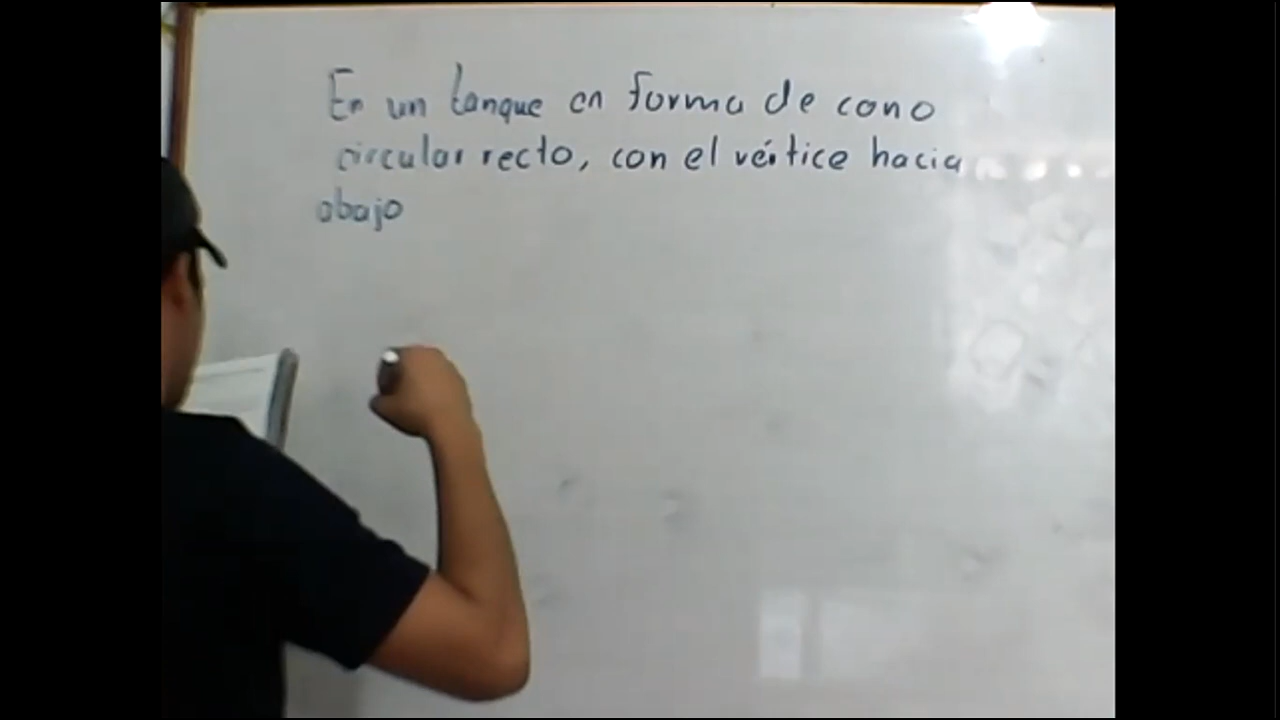 En un tanque en forma de cono
circular recto, con el vértice hacia
abajo